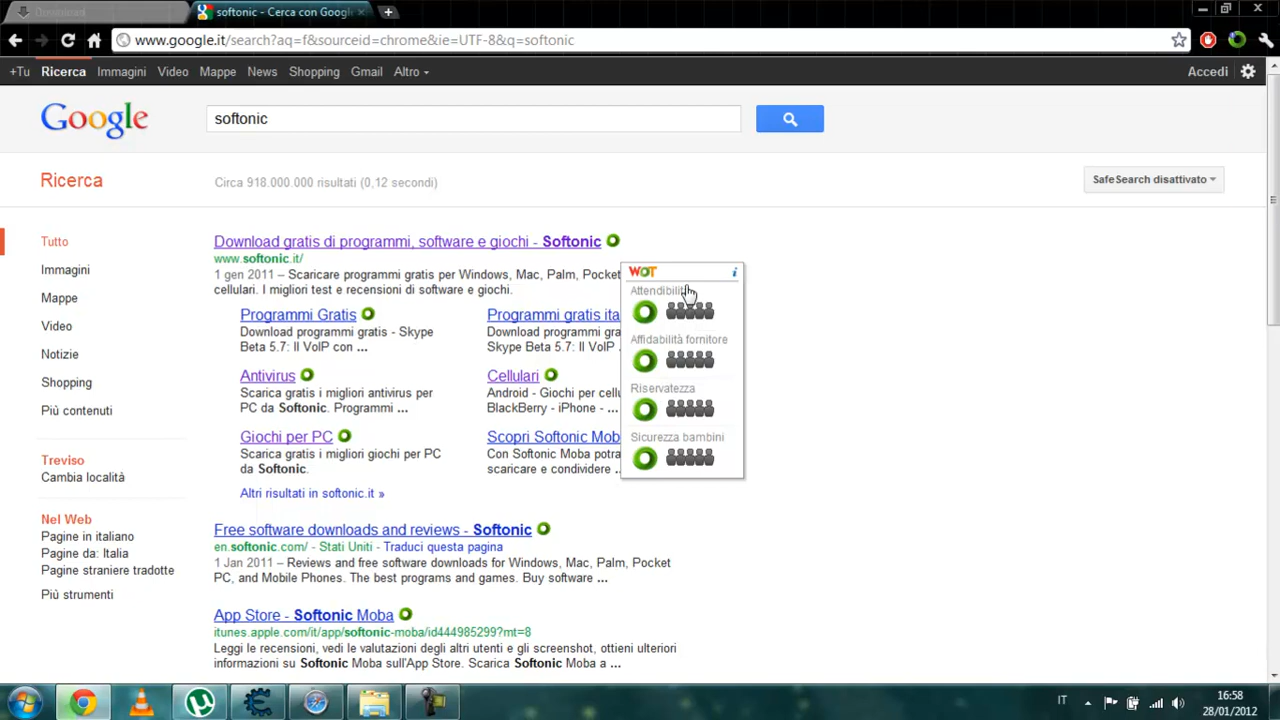 Download
softonic - Cerca con Google
www.google.it/search?aq=f&sourceid=chrome&ie=UTF-8&q=softonic
+Tu Ricerca Immagini Video Mappe News Shopping Gmail Altro Accedi
Google
softonic
Ricerca
Circa 918.000.000 risultati (0,12 secondi)
SafeSearch disattivato
Tutto
Immagini
Mappe
Video
Notizie
Shopping
Più contenuti
Treviso
Cambia località
Nel Web
Pagine in italiano
Pagine da: Italia
Pagine straniere tradotte
Più strumenti
Download gratis di programmi, software e giochi - Softonic
www.softonic.it/
1 gen 2011 – Scaricare programmi gratis per Windows, Mac, Palm, Pocket
cellulari. I migliori test e recensioni di software e giochi.
Programmi Gratis
Download programmi gratis - Skype
Beta 5.7: Il VoIP con ...
Antivirus
Scarica gratis i migliori antivirus per
PC da Softonic. Programmi ...
Giochi per PC
Scarica gratis i migliori giochi per PC
da Softonic.
Altri risultati in softonic.it »
Programmi gratis ita
Download programmi gra
Skype Beta 5.7: Il VoIP ...
Cellulari
Android - Giochi per cellu
BlackBerry - iPhone - ...
Scopri Softonic Mob
Con Softonic Moba potra
scaricare e condividere ..
WOT i
Attendibilit
Affidabilità fornitore
Riservatezza
Sicurezza bambini
Free software downloads and reviews - Softonic
en.softonic.com/ - Stati Uniti - Traduci questa pagina
1 Jan 2011 – Reviews and free software downloads for Windows, Mac, Palm, Pocket
PC, and Mobile Phones. The best programs and games. Buy software ...
App Store - Softonic Moba
itunes.apple.com/it/app/softonic-moba/id444985299?mt=8
Leggi le recensioni, vedi le valutazioni degli altri utenti e gli screenshot, ottieni ulteriori
informazioni su Softonic Moba sull'App Store. Scarica Softonic Moba a ...
IT
16:58
28/01/2012